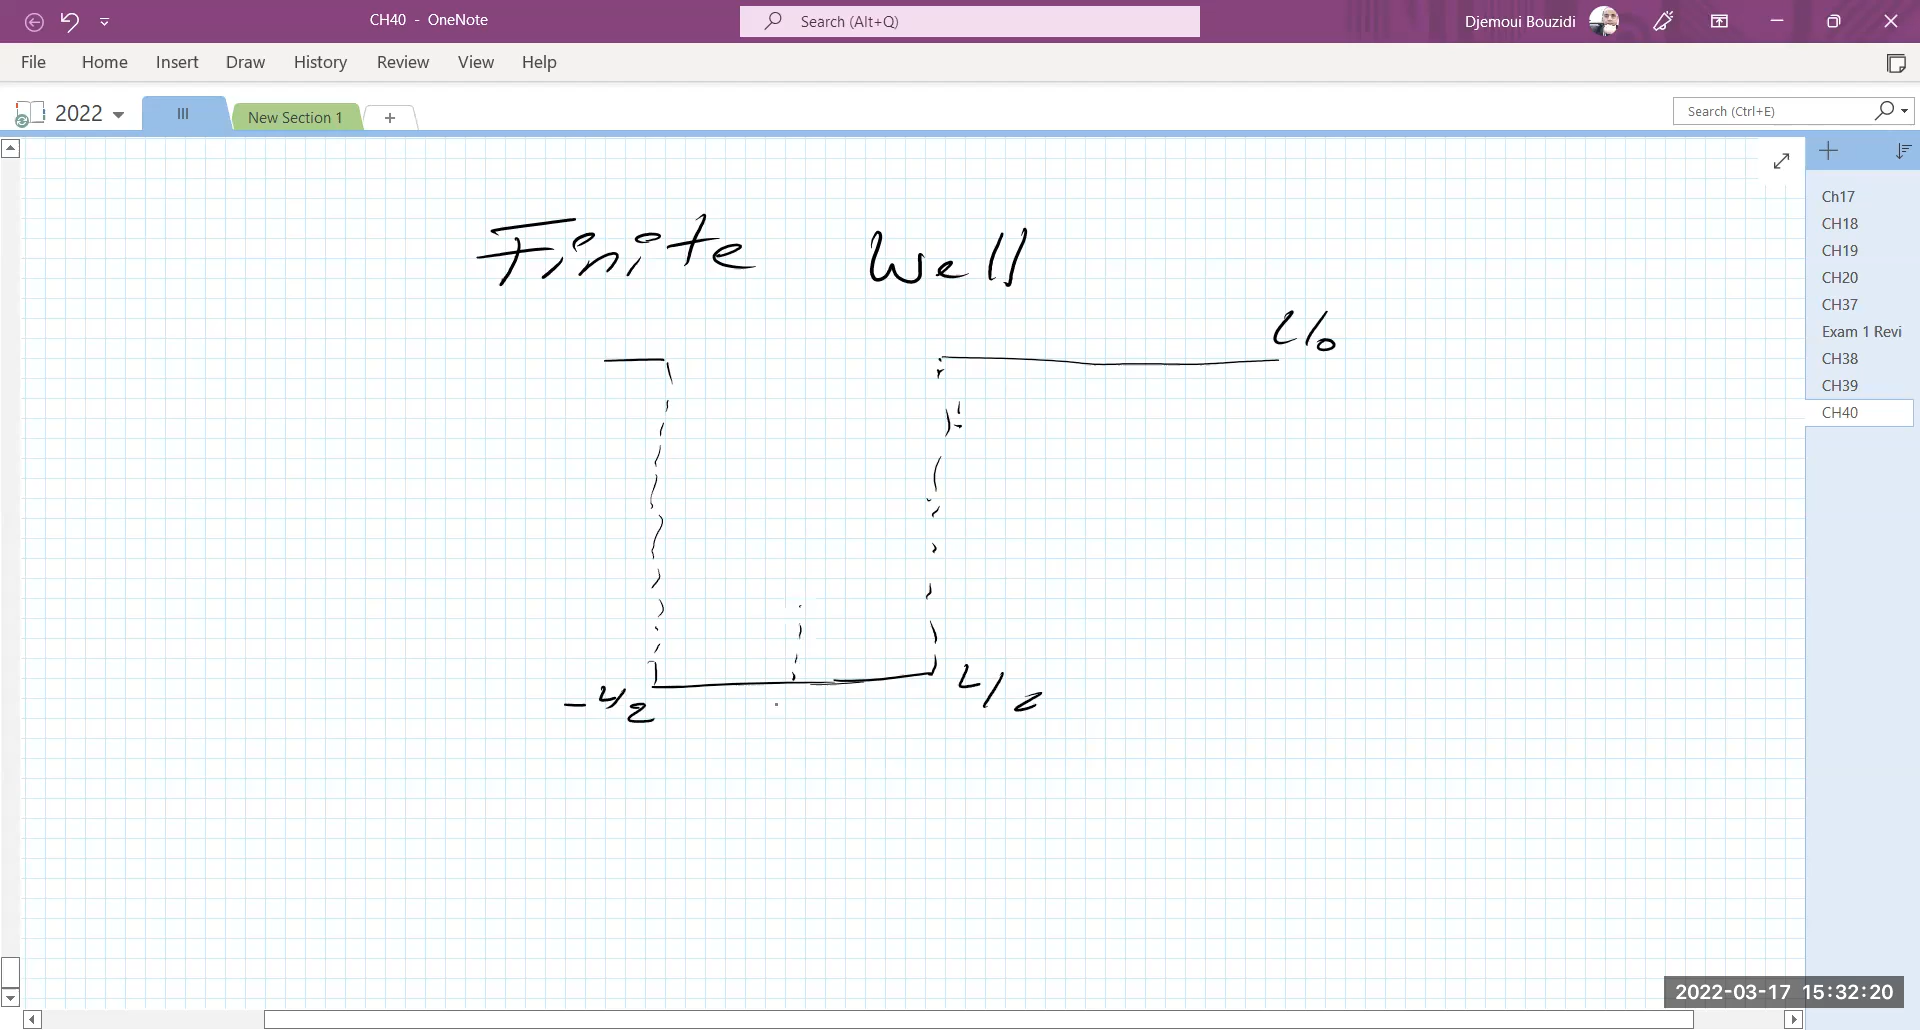 CH40 - OneNote
Search (Alt+Q)
Djemoui Bouzidi
File Home Insert Draw History Review View Help
2022
III
New Section 1
+
Search (Ctrl+E)
Ch17
CH18
CH19
CH20
CH37
Exam 1 Revi
CH38
CH39
CH40
Finite Well
U0
-L/2
L/2
2022-03-17 15:32:20